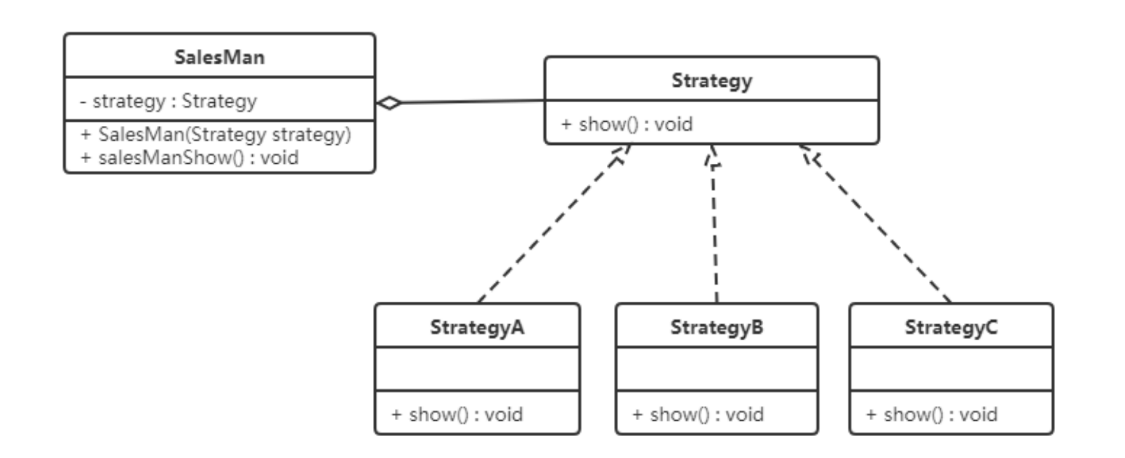 SalesMan
- strategy : Strategy
+ SalesMan(Strategy strategy)
+ salesManShow() : void
Strategy
+ show() : void
StrategyA
+ show() : void
StrategyB
+ show() : void
StrategyC
+ show() : void